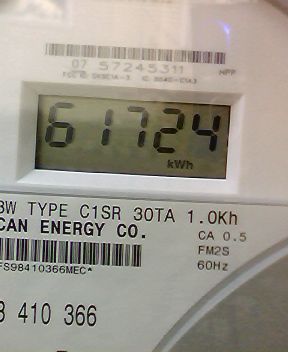 07 57245311
61724
kWh
3W TYPE C1SR 30TA 1.0Kh
CAN ENERGY CO.
CA 0.5
FM2S
60Hz
FS98410366MEC*
410 366